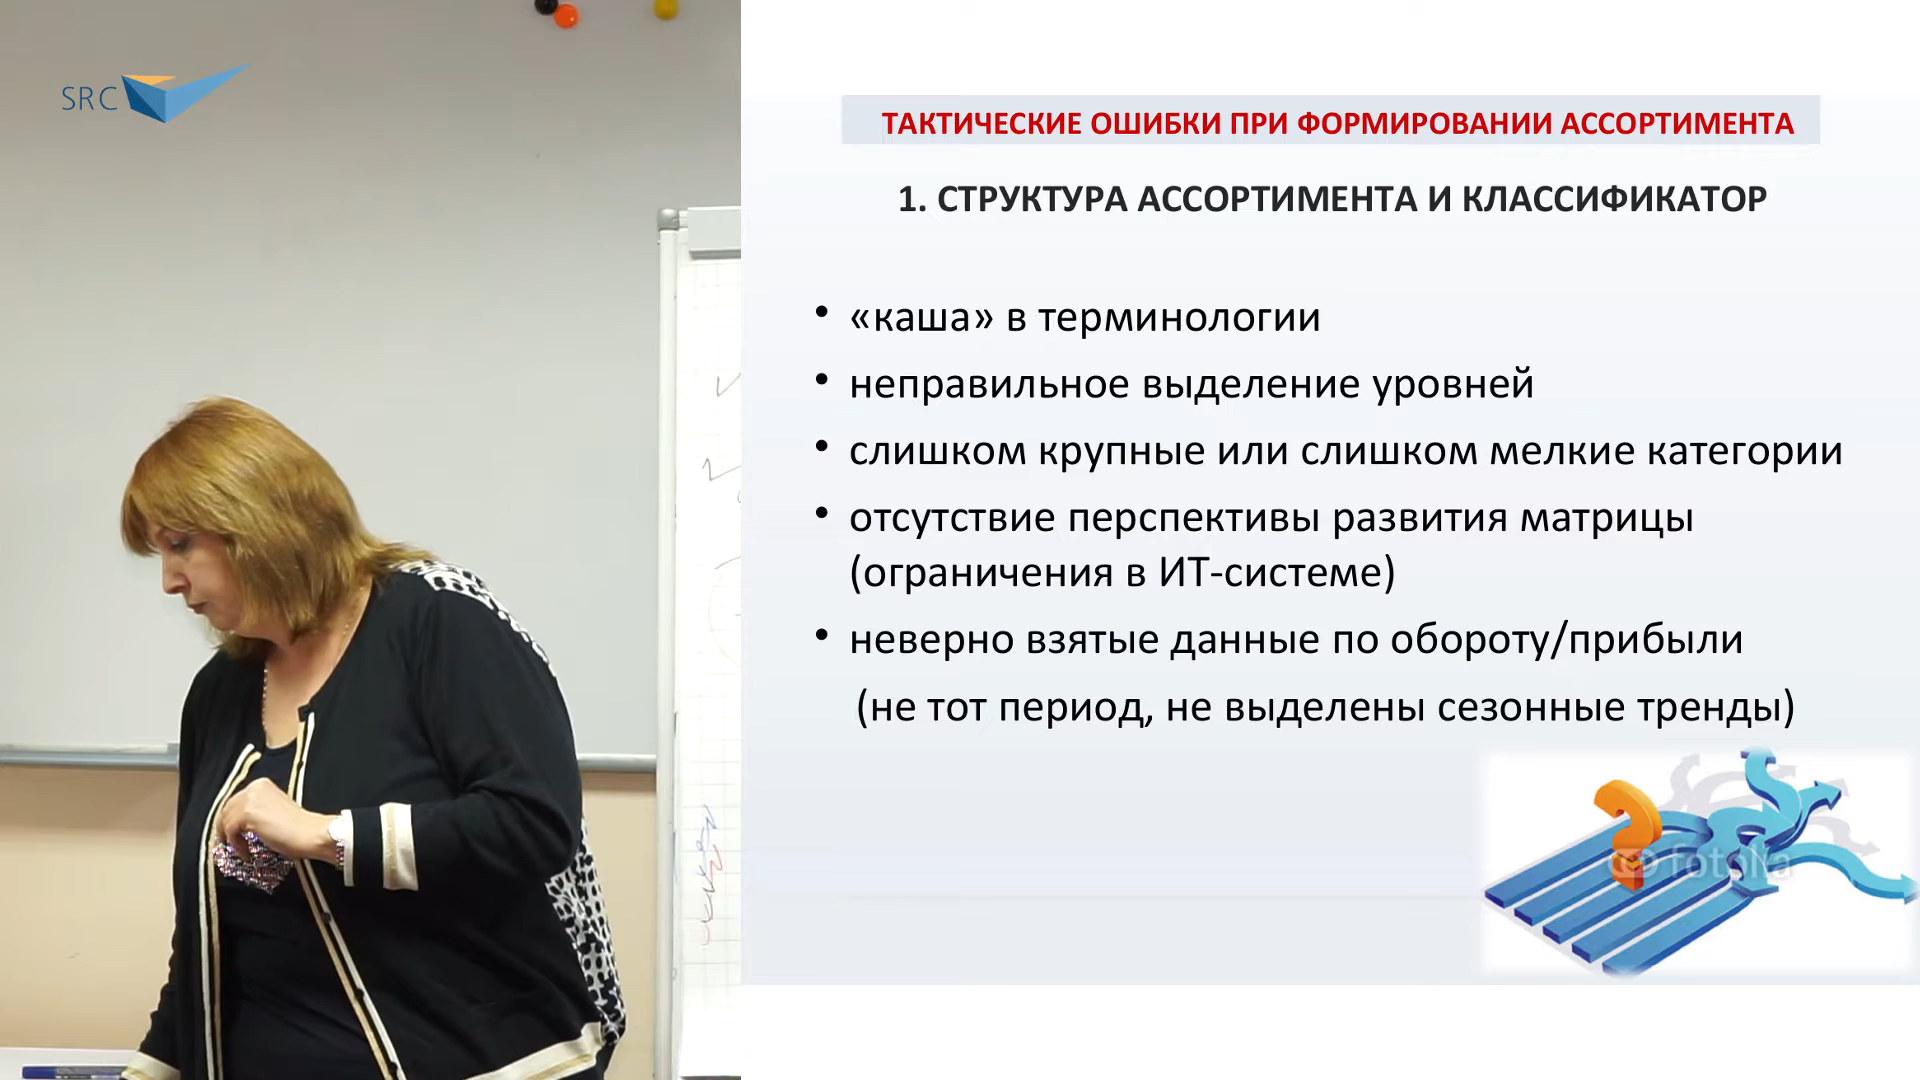 SRC
ТАКТИЧЕСКИЕ ОШИБКИ ПРИ ФОРМИРОВАНИИ АССОРТИМЕНТА
1. СТРУКТУРА АССОРТИМЕНТА И КЛАССИФИКАТОР
• «каша» в терминологии
• неправильное выделение уровней
• слишком крупные или слишком мелкие категории
• отсутствие перспективы развития матрицы
(ограничения в ИТ-системе)
• неверно взятые данные по обороту/прибыли
(не тот период, не выделены сезонные тренды)
fotolia